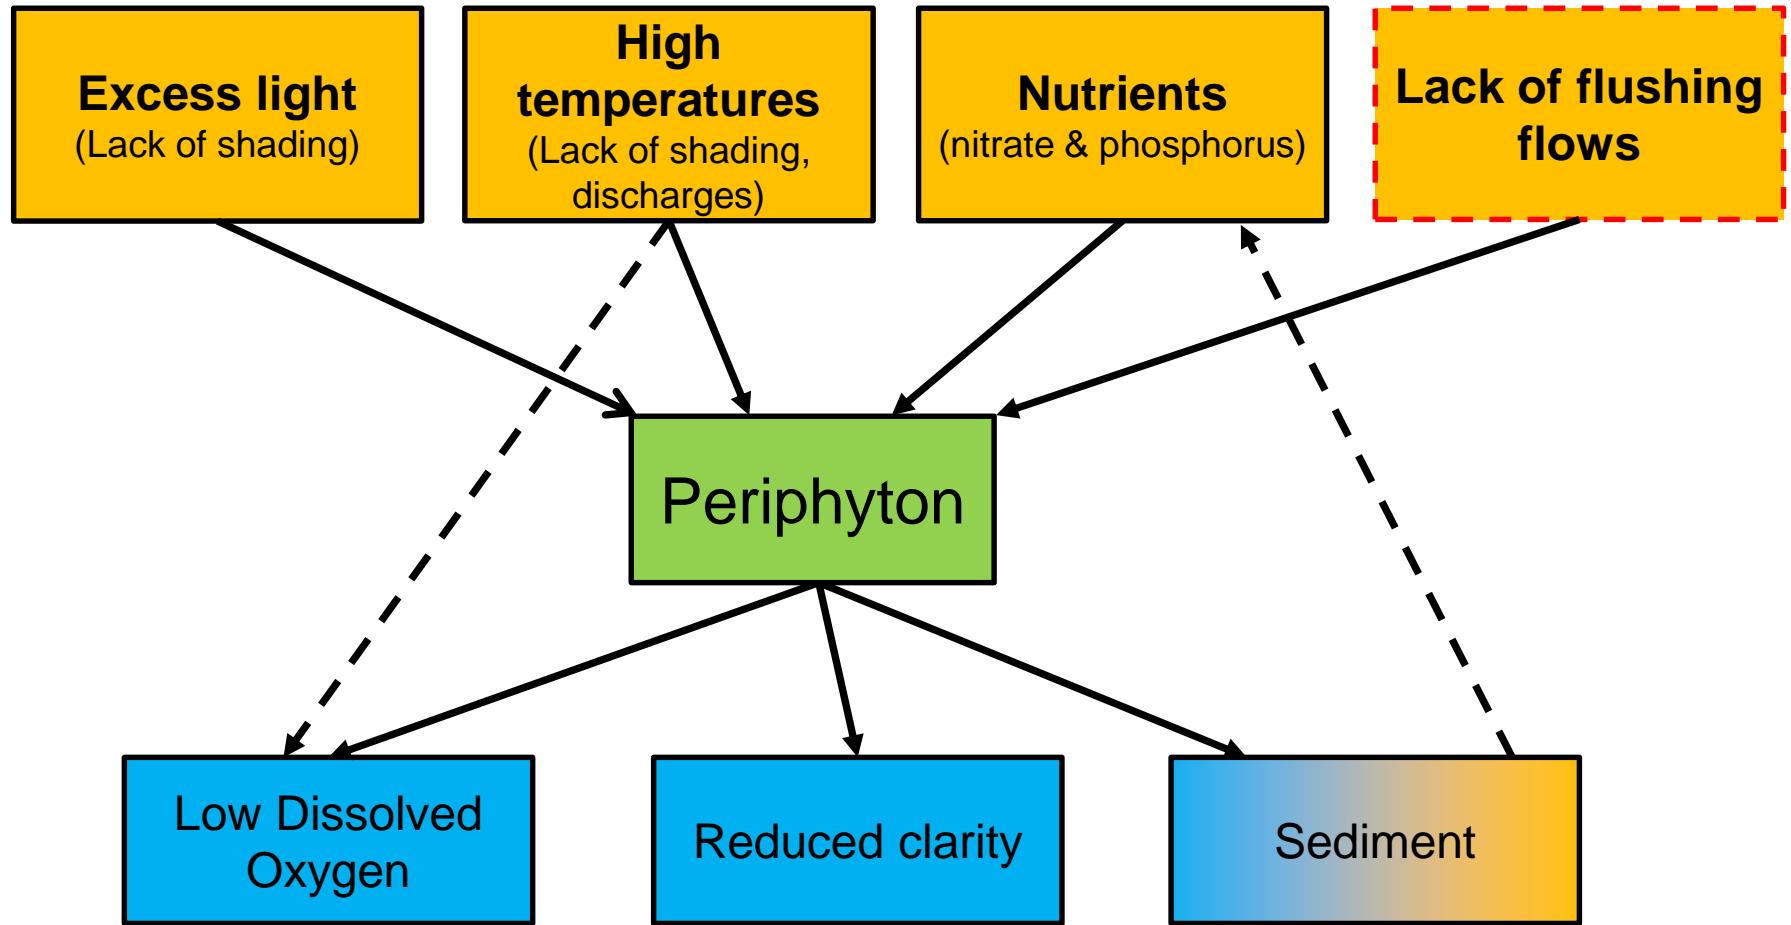 Excess light
(Lack of shading)
High
temperatures
(Lack of shading,
discharges)
Nutrients
(nitrate & phosphorus)
Lack of flushing
flows
Periphyton
Low Dissolved
Oxygen
Reduced clarity
Sediment